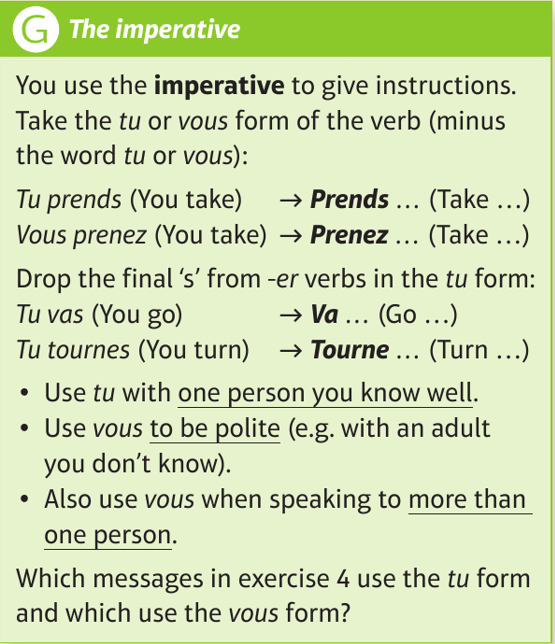 G The imperative
You use the imperative to give instructions.
Take the tu or vous form of the verb (minus
the word tu or vous):
Tu prends (You take) → Prends … (Take …)
Vous prenez (You take) → Prenez … (Take …)
Drop the final ‘s’ from -er verbs in the tu form:
Tu vas (You go) → Va … (Go …)
Tu tournes (You turn) → Tourne … (Turn …)
• Use tu with one person you know well.
• Use vous to be polite (e.g. with an adult
you don’t know).
• Also use vous when speaking to more than
one person.
Which messages in exercise 4 use the tu form
and which use the vous form?